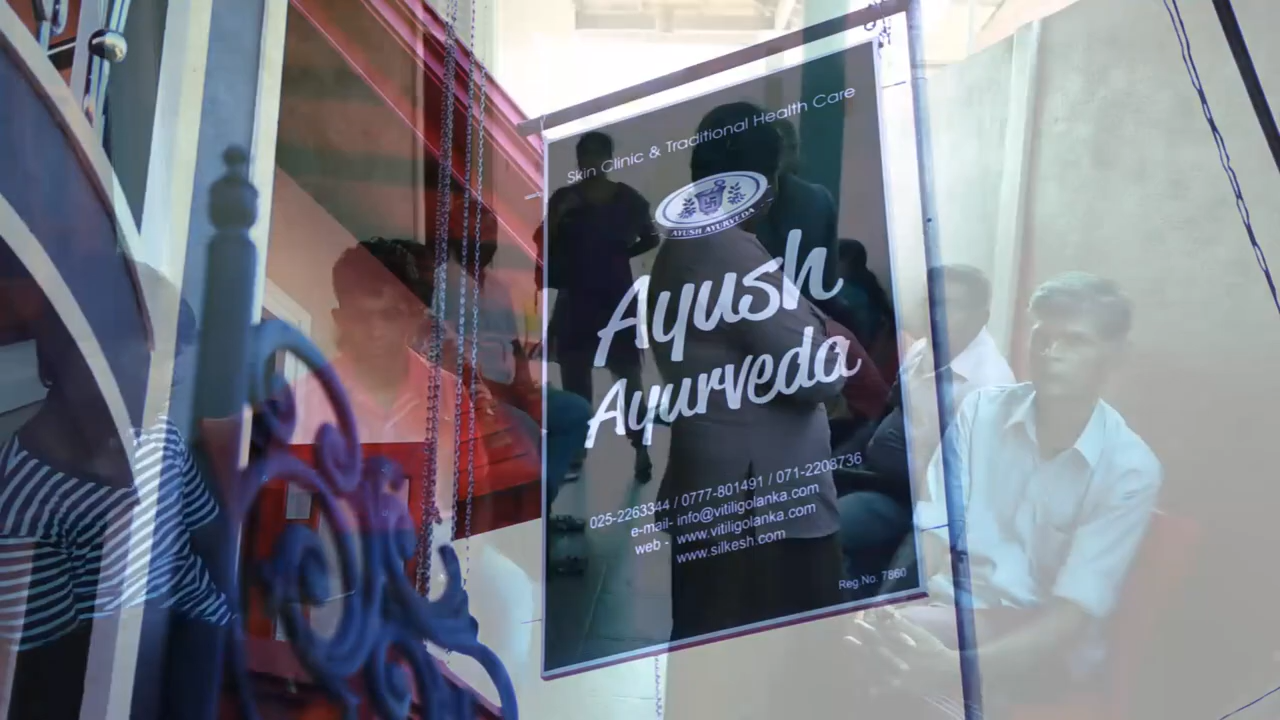 Skin Clinic & Traditional Health Care
AYUSH AYURVEDA
Ayush
Ayurveda
025-2263344 / 0777-801491 / 071-2208736
e-mail- info@vitiligolanka.com
web - www.vitiligolanka.com
www.silkesh.com
Reg.No. 7860